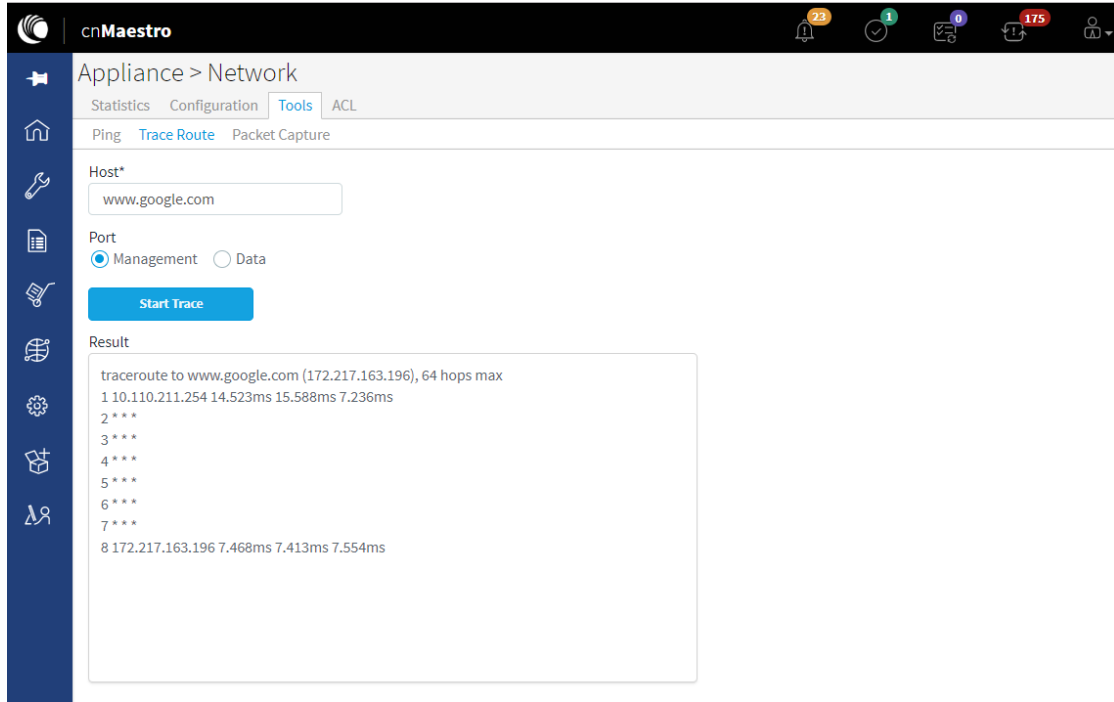 cnMaestro
23
1
0
175
Appliance > Network
Statistics Configuration Tools ACL
Ping Trace Route Packet Capture
Host*
www.google.com
Port
Management Data
Start Trace
Result
traceroute to www.google.com (172.217.163.196), 64 hops max
1 10.110.211.254 14.523ms 15.588ms 7.236ms
2 * * *
3 * * *
4 * * *
5 * * *
6 * * *
7 * * *
8 172.217.163.196 7.468ms 7.413ms 7.554ms